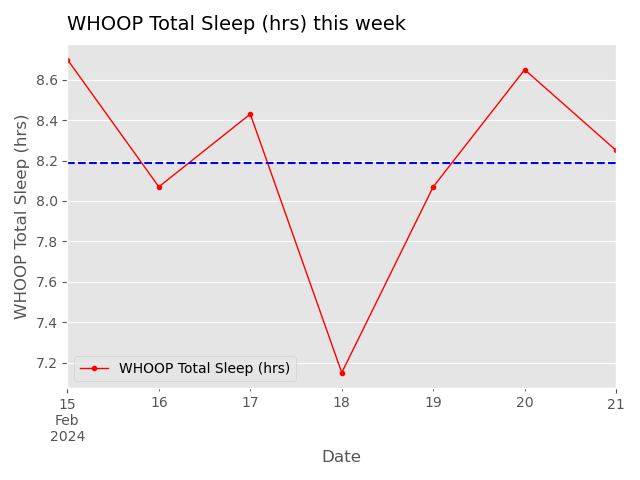 WHOOP Total Sleep (hrs) this week
WHOOP Total Sleep (hrs)
8.6
8.4
8.2
8.0
7.8
7.6
7.4
7.2
WHOOP Total Sleep (hrs)
15 16 17 18 19 20 21
Feb
2024
Date